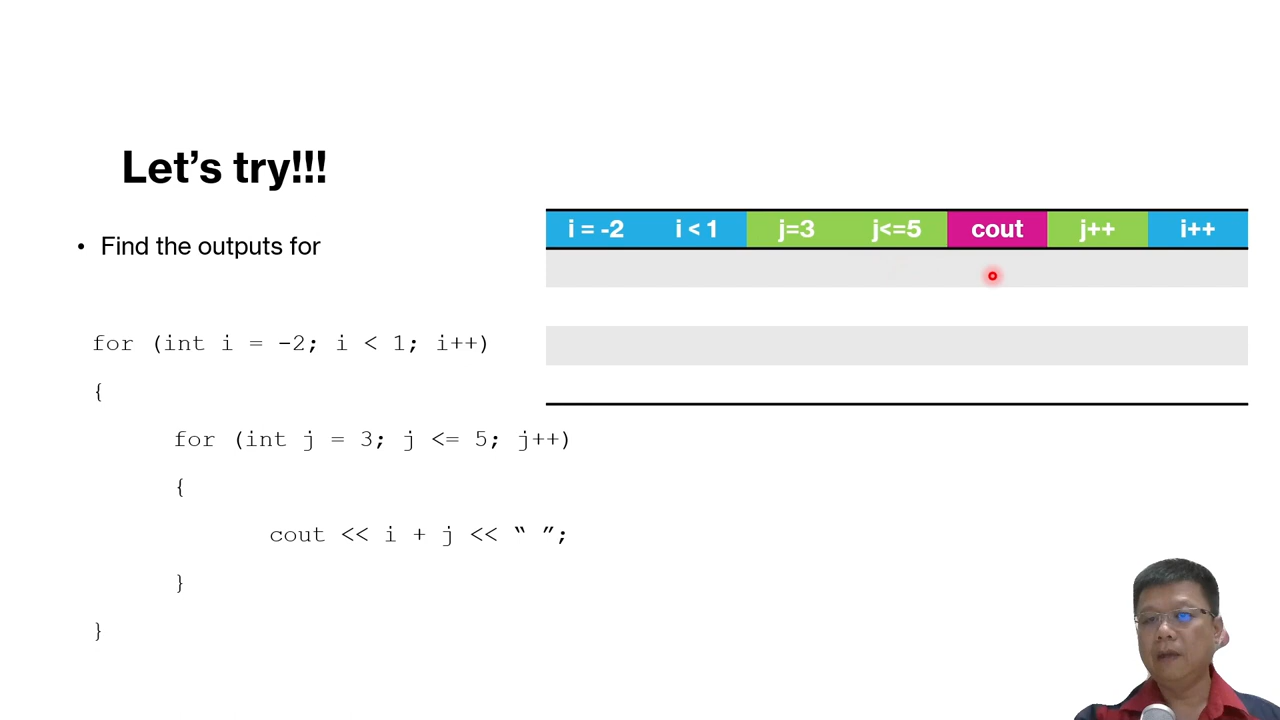 Let’s try!!!
• Find the outputs for
for (int i = -2; i < 1; i++)
{
for (int j = 3; j <= 5; j++)
{
cout << i + j << “ ”;
}
}
i = -2 i < 1 j=3 j<=5 cout j++ i++